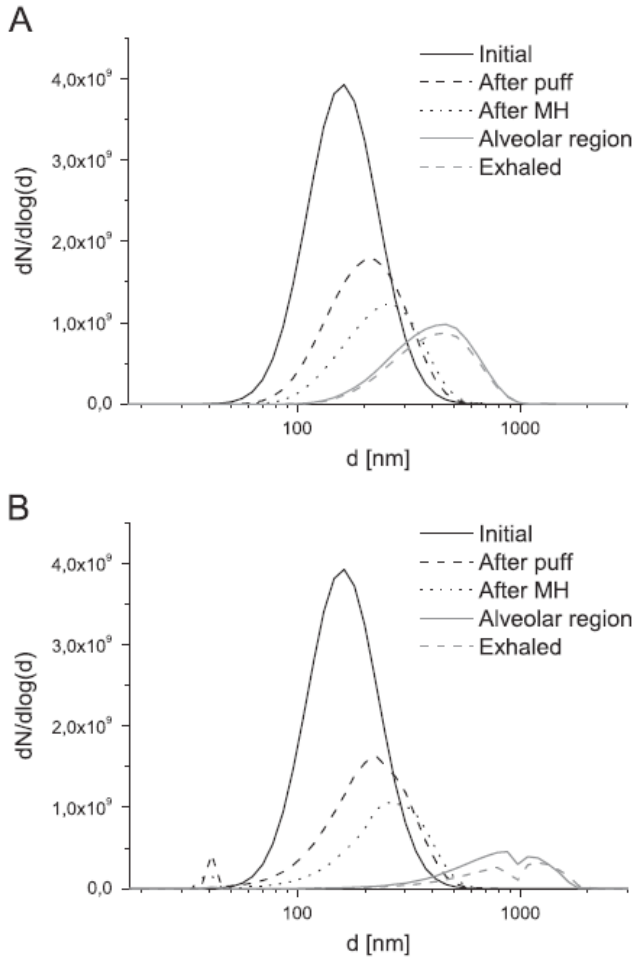 A
Initial
After puff
After MH
Alveolar region
Exhaled
4,0x10⁹
3,0x10⁹
2,0x10⁹
1,0x10⁹
0,0
dN/dlog(d)
100
1000
d [nm]
B
Initial
After puff
After MH
Alveolar region
Exhaled
4,0x10⁹
3,0x10⁹
2,0x10⁹
1,0x10⁹
0,0
dN/dlog(d)
100
1000
d [nm]